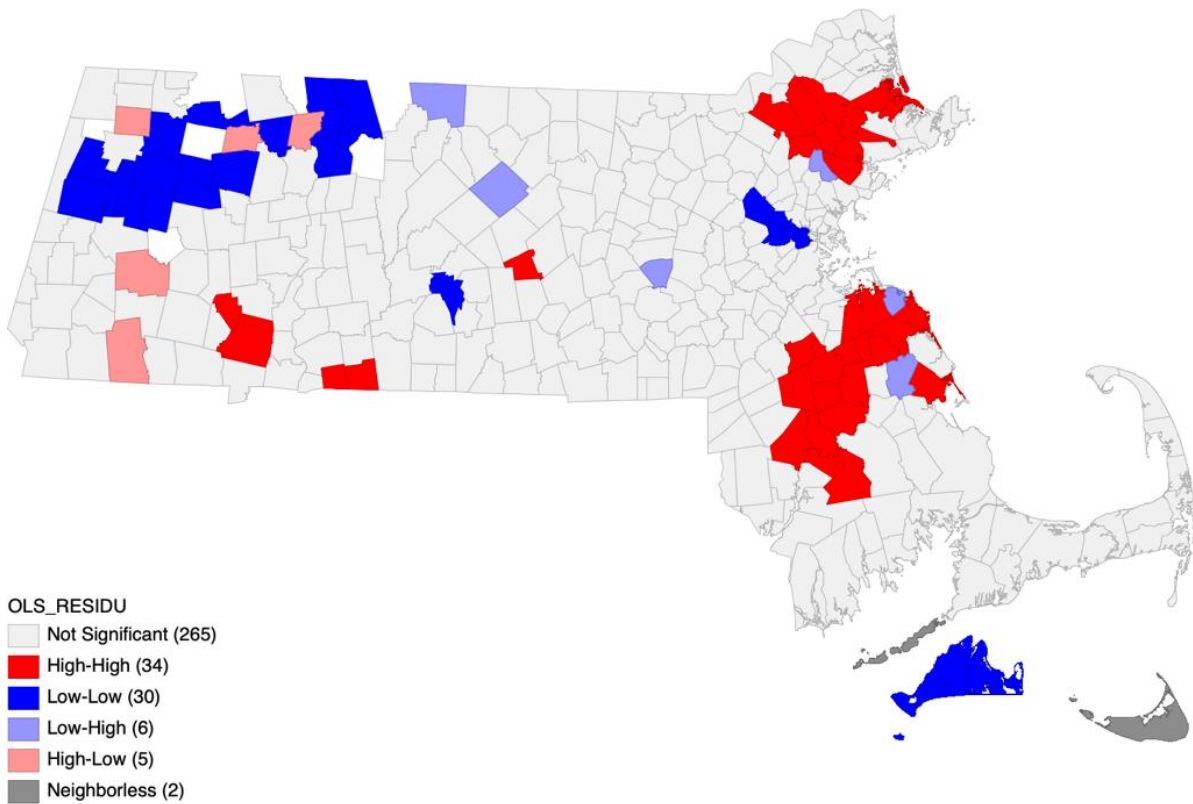 OLS_RESIDU
Not Significant (265)
High-High (34)
Low-Low (30)
Low-High (6)
High-Low (5)
Neighborless (2)